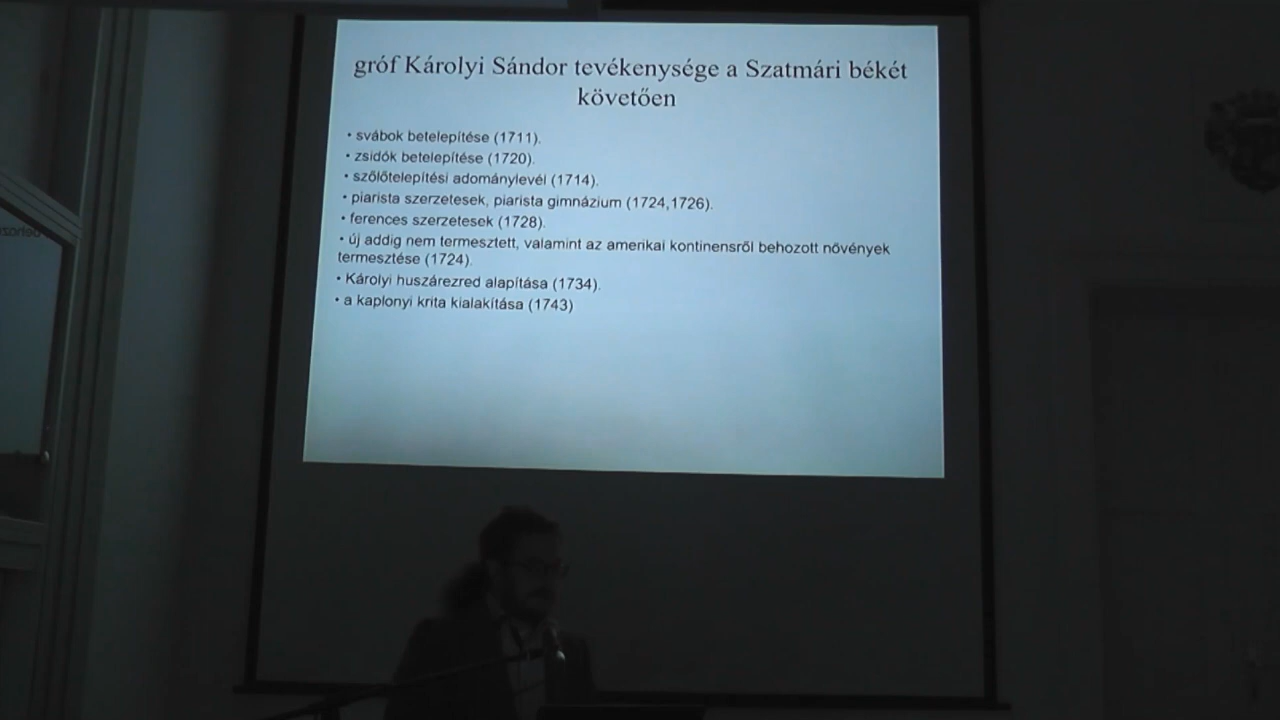 gróf Károlyi Sándor tevékenysége a Szatmári békét
követően
• svábok betelepítése (1711).
• zsidók betelepítése (1720).
• szőlőtelepítési adománylevél (1714).
• piarista szerzetesek, piarista gimnázium (1724,1726).
• ferences szerzetesek (1728).
• új addig nem termesztett, valamint az amerikai kontinensről behozott növények
termesztése (1724).
• Károlyi huszárezred alapítása (1734).
• a kaplonyi krita kialakítása (1743)